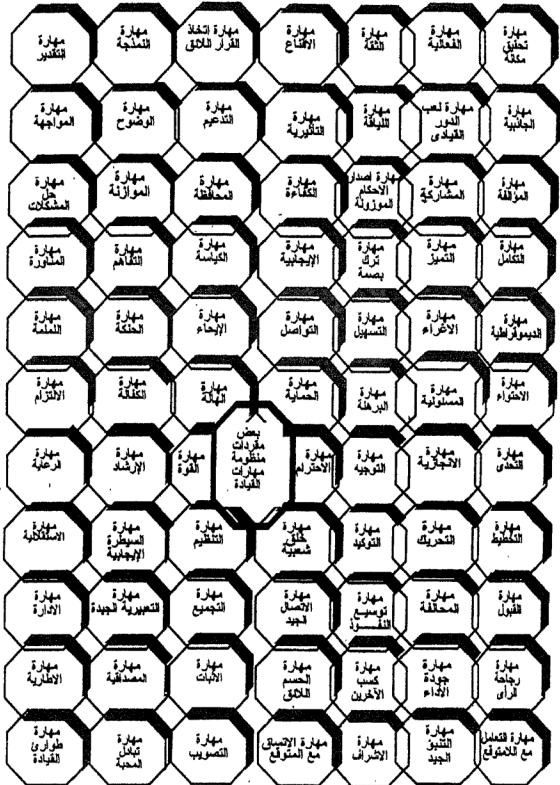 مهارة
تحقيق
مكانة
مهارة
الفعالية
مهارة
الثقة
مهارة
الاقناع
مهارة إتخاذ
القرار اللائق
مهارة
النمذجة
مهارة
التقدير
مهارة
الجاذبية
مهارة لعب
الدور
القيادى
مهارة
اللياقة
مهارة
التأثيرية
مهارة
التدعيم
مهارة
الوضوح
مهارة
المواجهة
مهارة
المؤالفة
مهارة
المشاركة
مهارة اصدار
الاحكام
الموزونة
مهارة
الكفاءة
مهارة
المحافظة
مهارة
الموازنة
مهارة
حل
المشكلات
مهارة
التكامل
مهارة
التميز
مهارة
ترك
بصمة
مهارة
الإيجابية
مهارة
الكياسة
مهارة
التفاهم
مهارة
المشاورة
مهارة
الديموقراطية
مهارة
الاغراء
مهارة
التسهيل
مهارة
التواصل
مهارة
الإيحاء
مهارة
الحنكة
مهارة
اللملمة
مهارة
الاحتواء
مهارة
المسئولية
مهارة
البرهنة
مهارة
الحماية
مهارة
الهالة
مهارة
الكفالة
مهارة
الالتزام
مهارة
التحدى
مهارة
الانجازية
مهارة
التوجيه
مهارة
الاحترام
بعض
مفردات
منظومة
مهارات
القيادة
مهارة
القوة
مهارة
الإرشاد
مهارة
الرعاية
مهارة
التخطيط
مهارة
التحريك
مهارة
التوكيد
مهارة
خلق
شعبية
مهارة
التنظيم
مهارة
السيطرة
الإيجابية
مهارة
الاستقلالية
مهارة
القبول
مهارة
المحالفة
مهارة
توسيع
النفــوذ
مهارة
الاتصال
الجيد
مهارة
التجميع
مهارة
التعبيرية الجيدة
مهارة
الادارة
مهارة
رجاحة
الرأى
مهارة
جودة
الاداء
مهارة
كسب
الآخرين
مهارة
الحسم
اللائق
مهارة
الاثبات
مهارة
المصداقية
مهارة
الاطارية
مهارة التعامل
مع اللامتوقع
مهارة
التنبؤ
الجيد
مهارة
الاشراف
مهارة الاتساق
مع المتوقع
مهارة
التصويب
مهارة
تبادل
المحبة
مهارة
طوارئ
القيادة